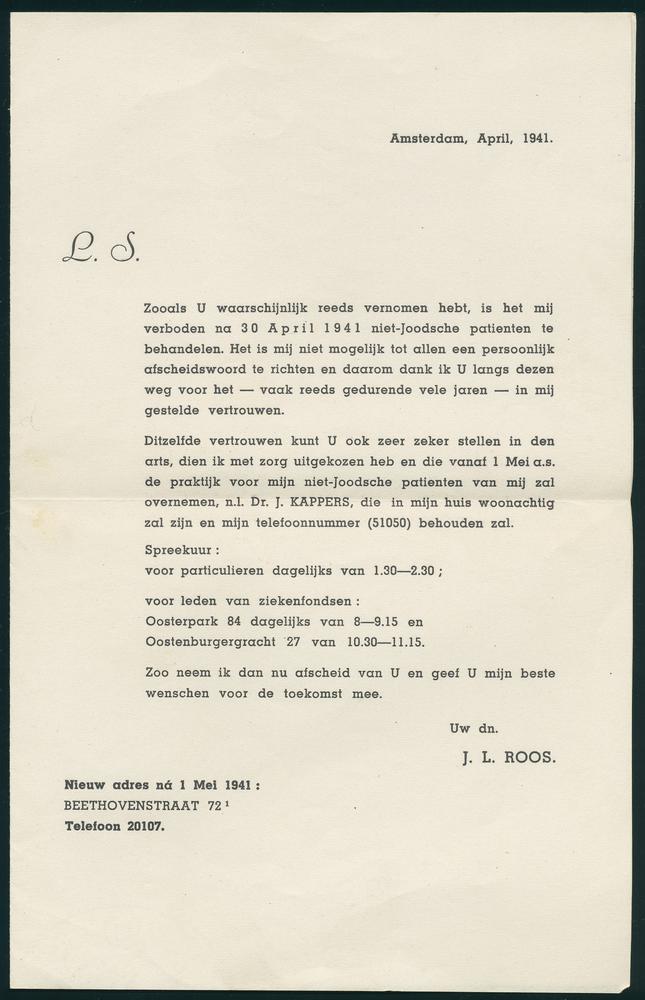 Amsterdam, April, 1941.
L. S.
Zooals U waarschijnlijk reeds vernomen hebt, is het mij
verboden na 30 April 1941 niet-Joodsche patienten te
behandelen. Het is mij niet mogelijk tot allen een persoonlijk
afscheidswoord te richten en daarom dank ik U langs dezen
weg voor het — vaak reeds gedurende vele jaren — in mij
gestelde vertrouwen.
Ditzelfde vertrouwen kunt U ook zeer zeker stellen in den
arts, dien ik met zorg uitgekozen heb en die vanaf 1 Mei a.s.
de praktijk voor mijn niet-Joodsche patienten van mij zal
overnemen, n.l. Dr. J. KAPPERS, die in mijn huis woonachtig
zal zijn en mijn telefoonnummer (51050) behouden zal.
Spreekuur :
voor particulieren dagelijks van 1.30—2.30 ;
voor leden van ziekenfondsen :
Oosterpark 84 dagelijks van 8—9.15 en
Oostenburgergracht 27 van 10.30—11.15.
Zoo neem ik dan nu afscheid van U en geef U mijn beste
wenschen voor de toekomst mee.
Uw dn.
J. L. ROOS.
Nieuw adres ná 1 Mei 1941 :
BEETHOVENSTRAAT 72¹
Telefoon 20107.